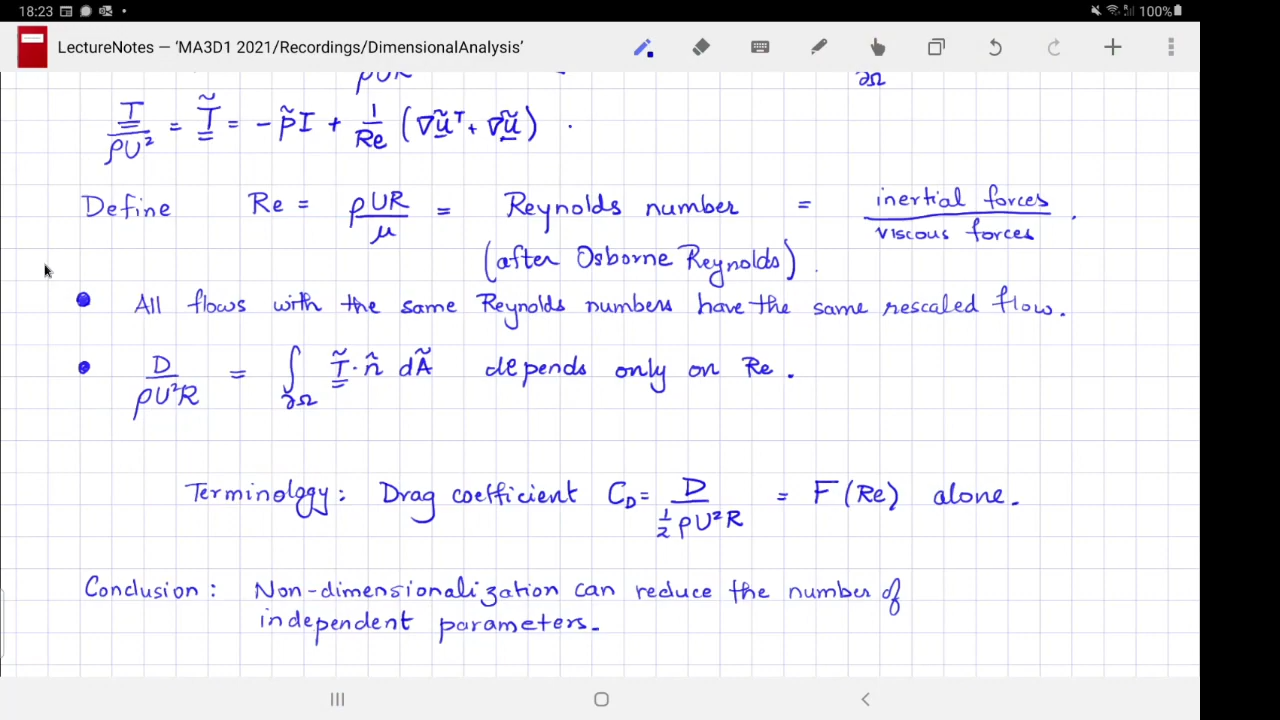 18:23
100%
LectureNotes — ‘MA3D1 2021/Recordings/DimensionalAnalysis’
ρUR
∂Ω
T/ρU² = T̃ = - p̃I + 1/Re (∇ũᵀ + ∇ũ) .
Define Re = ρUR/μ = Reynolds number = inertial forces/viscous forces .
(after Osborne Reynolds) .
• All flows with the same Reynolds numbers have the same rescaled flow.
• D/ρU²R = ∫∂Ω T̃ · n̂ dÃ depends only on Re .
Terminology: Drag coefficient C_D = D/½ρU²R = F(Re) alone.
Conclusion: Non-dimensionalization can reduce the number of
independent parameters.